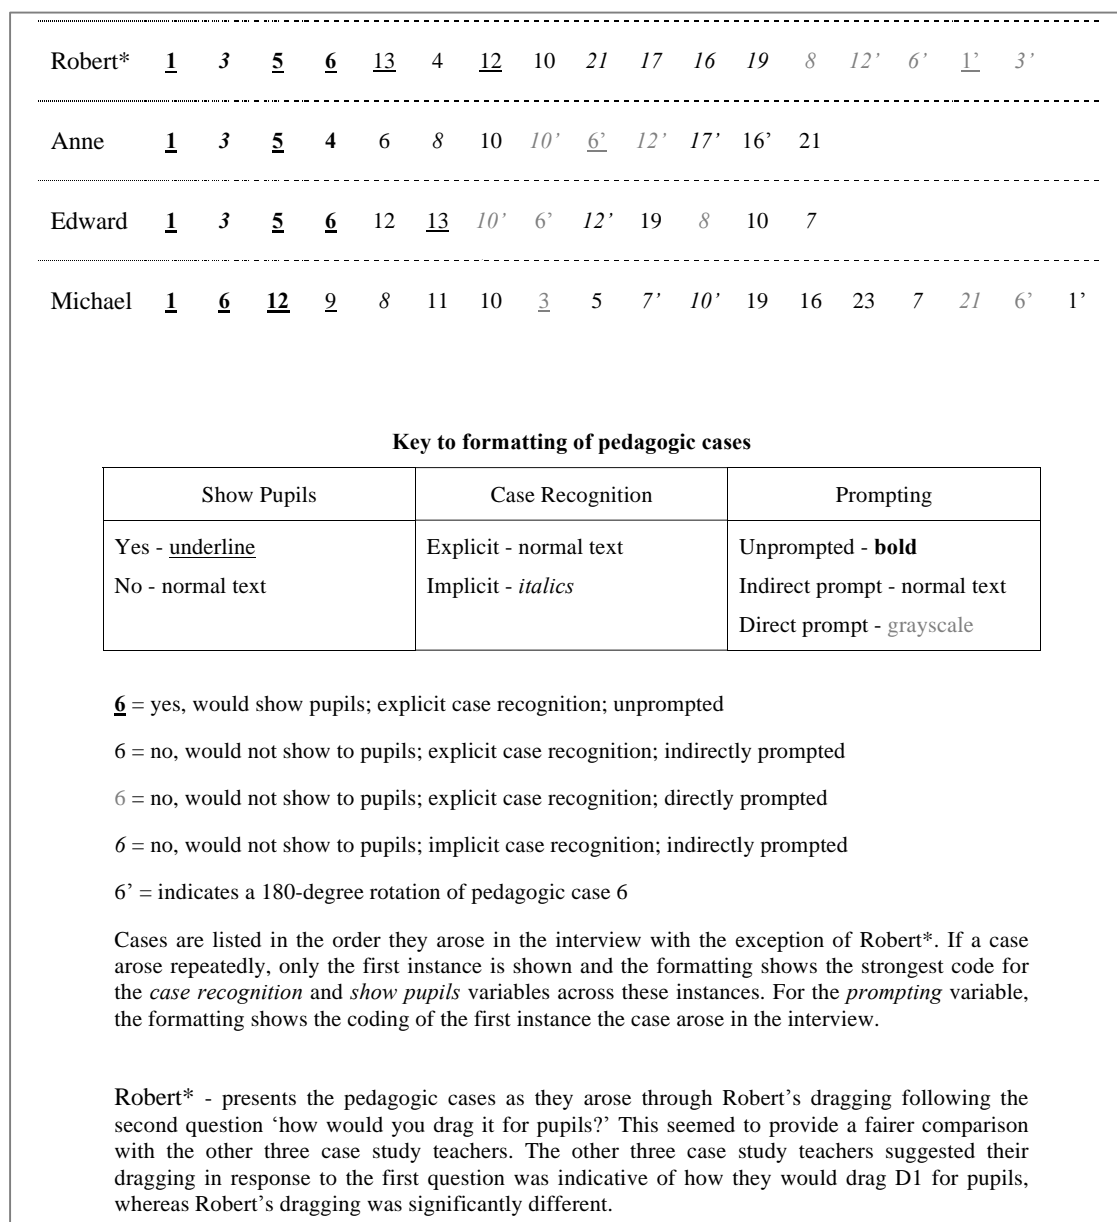 Robert* 1 3 5 6 13 4 12 10 21 17 16 19 8 12’ 6’ 1’ 3’
Anne 1 3 5 4 6 8 10 10’ 6’ 12’ 17’ 16’ 21
Edward 1 3 5 6 12 13 10’ 6’ 12’ 19 8 10 7
Michael 1 6 12 9 8 11 10 3 5 7’ 10’ 19 16 23 7 21 6’ 1’
Key to formatting of pedagogic cases
Show Pupils Case Recognition Prompting
Yes - underline Explicit - normal text Unprompted - bold
No - normal text Implicit - italics Indirect prompt - normal text
Direct prompt - grayscale
6 = yes, would show pupils; explicit case recognition; unprompted
6 = no, would not show to pupils; explicit case recognition; indirectly prompted
6 = no, would not show to pupils; explicit case recognition; directly prompted
6 = no, would not show to pupils; implicit case recognition; indirectly prompted
6’ = indicates a 180-degree rotation of pedagogic case 6
Cases are listed in the order they arose in the interview with the exception of Robert*. If a case
arose repeatedly, only the first instance is shown and the formatting shows the strongest code for
the case recognition and show pupils variables across these instances. For the prompting variable,
the formatting shows the coding of the first instance the case arose in the interview.
Robert* - presents the pedagogic cases as they arose through Robert’s dragging following the
second question ‘how would you drag it for pupils?’ This seemed to provide a fairer comparison
with the other three case study teachers. The other three case study teachers suggested their
dragging in response to the first question was indicative of how they would drag D1 for pupils,
whereas Robert’s dragging was significantly different.